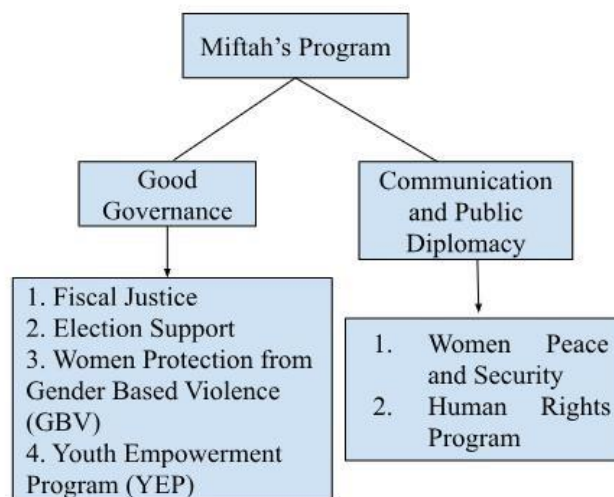 Miftah’s Program
Good
Governance
Communication
and Public
Diplomacy
1. Fiscal Justice
2. Election Support
3. Women Protection from
Gender Based Violence
(GBV)
4. Youth Empowerment
Program (YEP)
1. Women Peace
and Security
2. Human Rights
Program